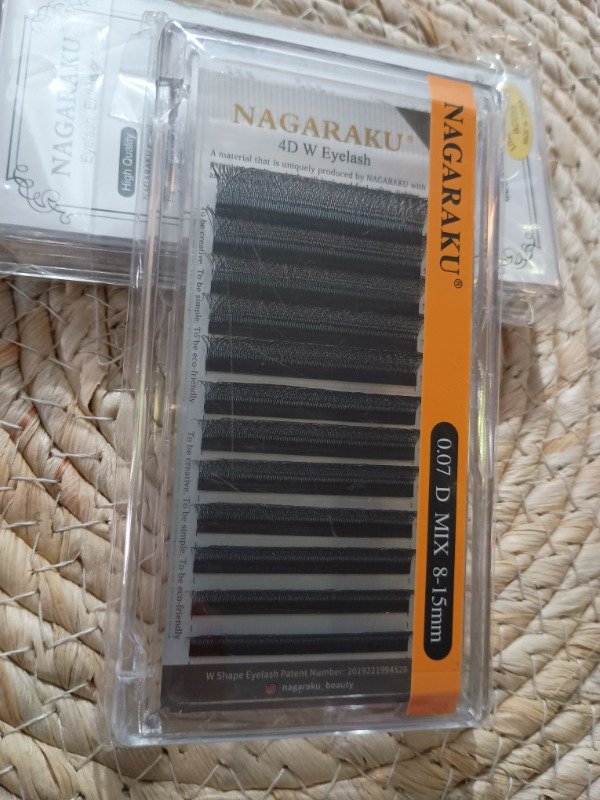 NAGARAKU
Eyelash
High Quality
NAGARAKU®
4D W Eyelash
A material that is uniquely produced by NAGARAKU with
To be creative. To be simple. To be eco-friendly
To be creative. To be simple. To be eco-friendly
NAGARAKU®
0.07 D MIX 8-15mm
W Shape Eyelash Patent Number: 2019221994528
nagaraku_beauty